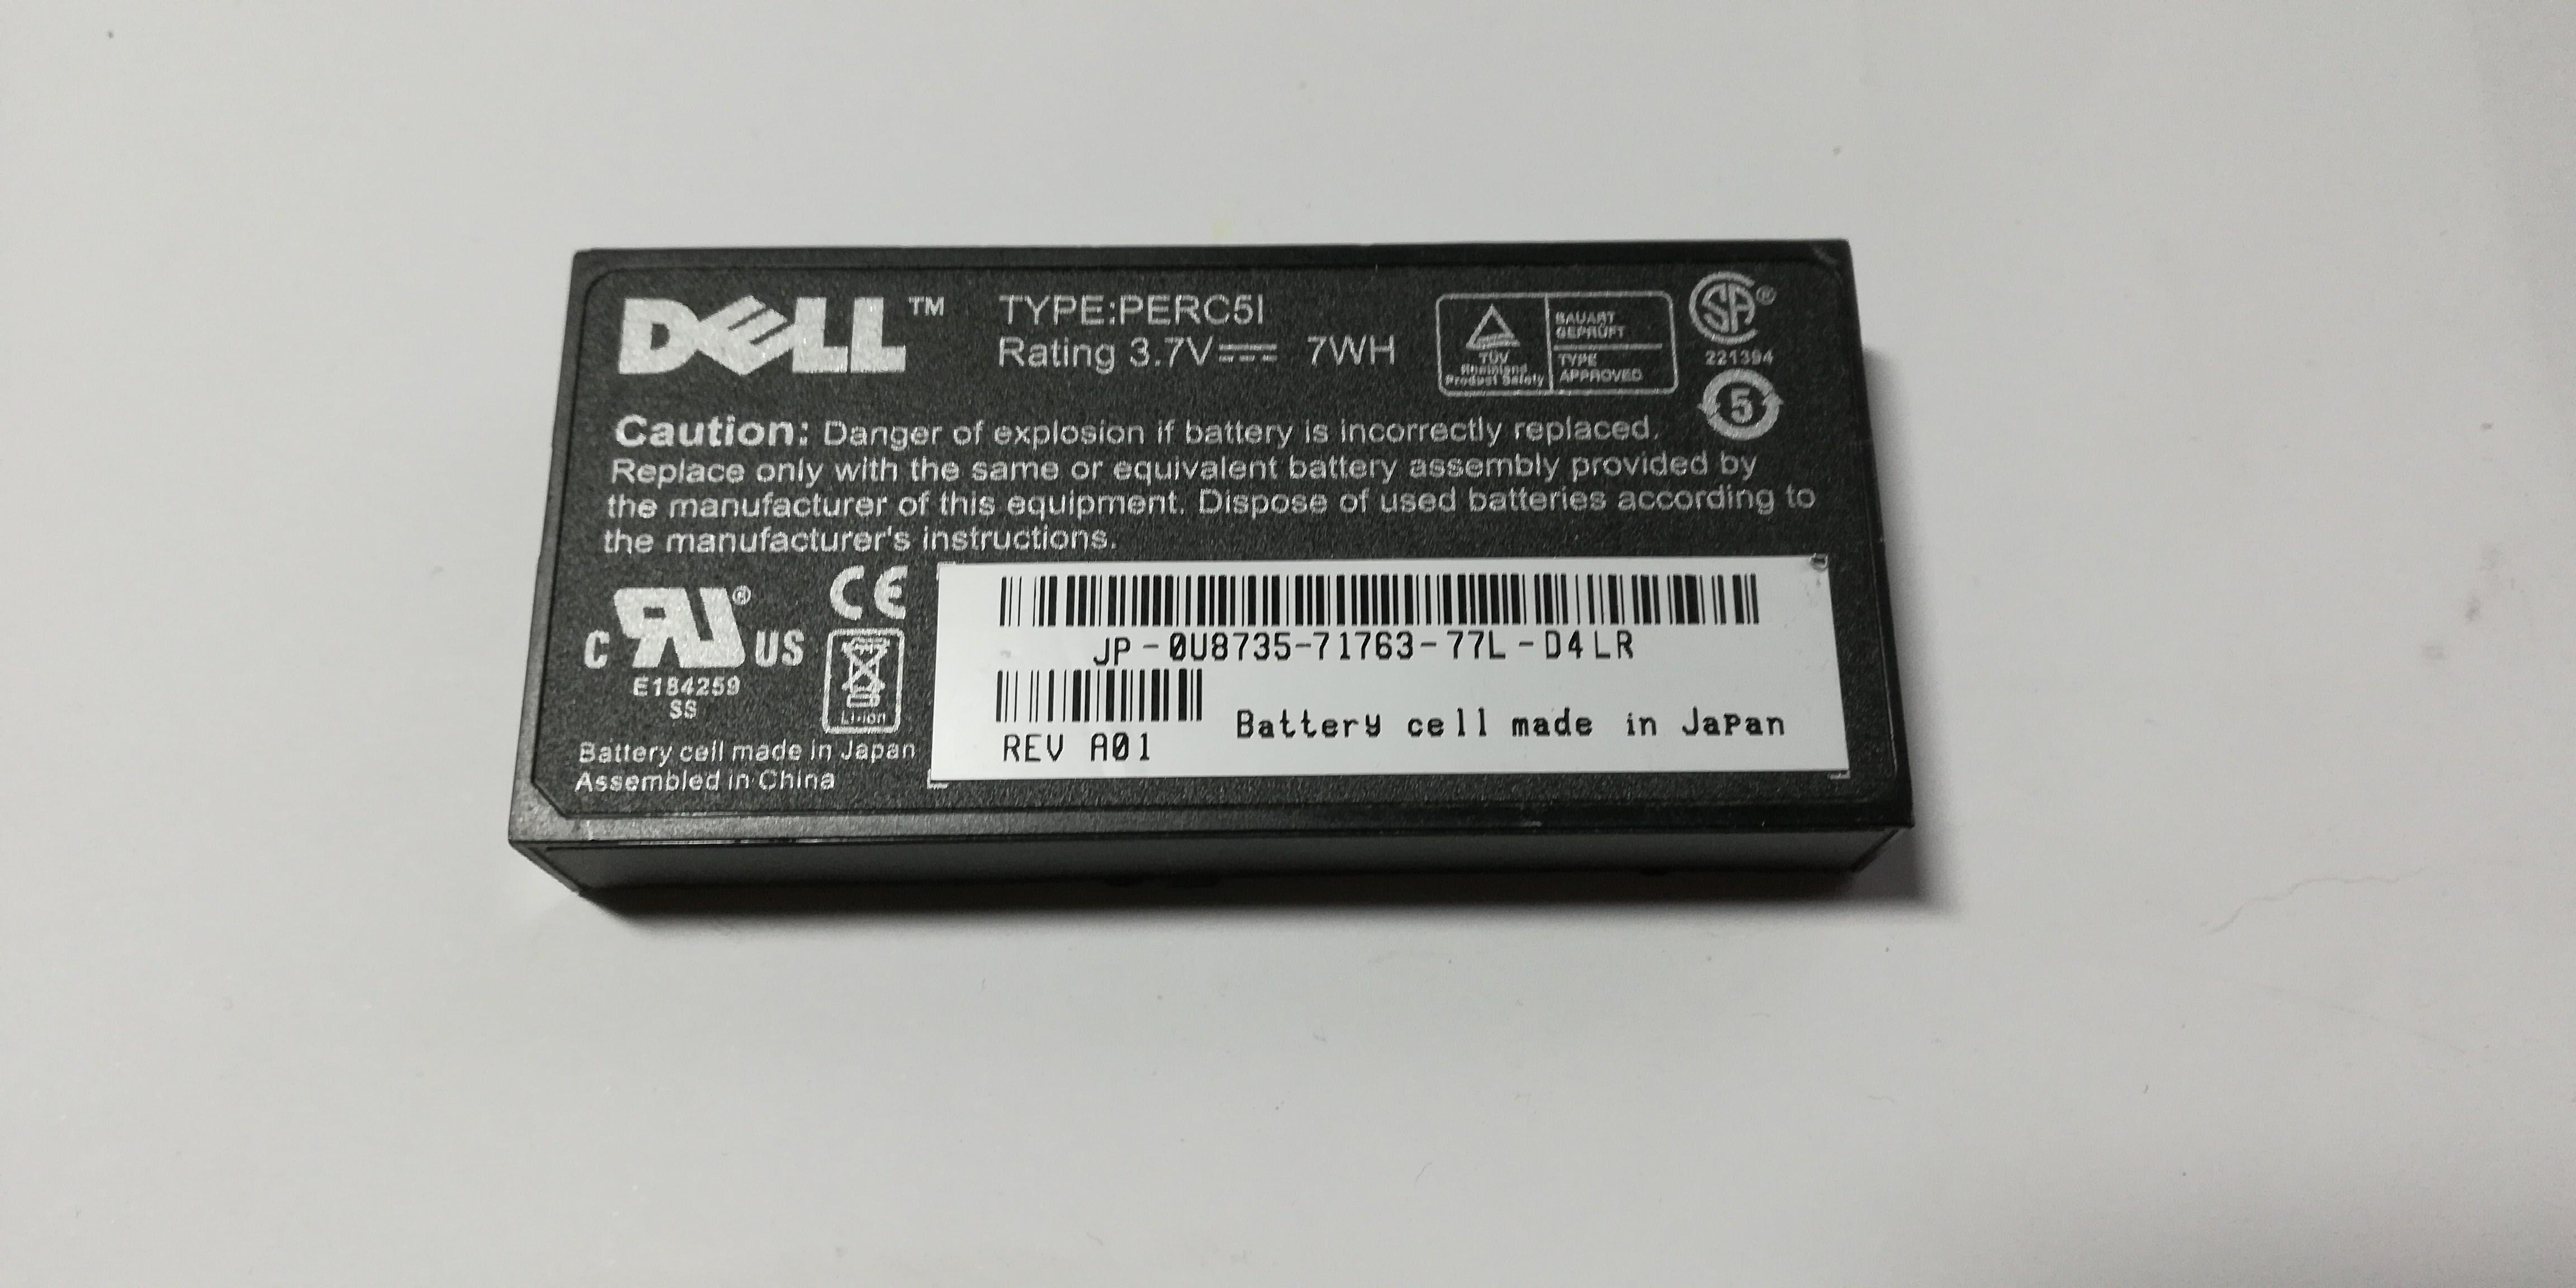 DELL™
TYPE:PERC5I
Rating 3.7V 7WH
TÜV
Rheinland
Product Safety
BAUART
GEPRÜFT
TYPE
APPROVED
SA®
221394
5
Caution: Danger of explosion if battery is incorrectly replaced.
Replace only with the same or equivalent battery assembly provided by
the manufacturer of this equipment. Dispose of used batteries according to
the manufacturer's instructions.
C RU US
E184259
SS
CE
Li-ion
Battery cell made in Japan
Assembled in China
JP-0U8735-71763-77L-D4LR
REV A01
Battery cell made in Japan